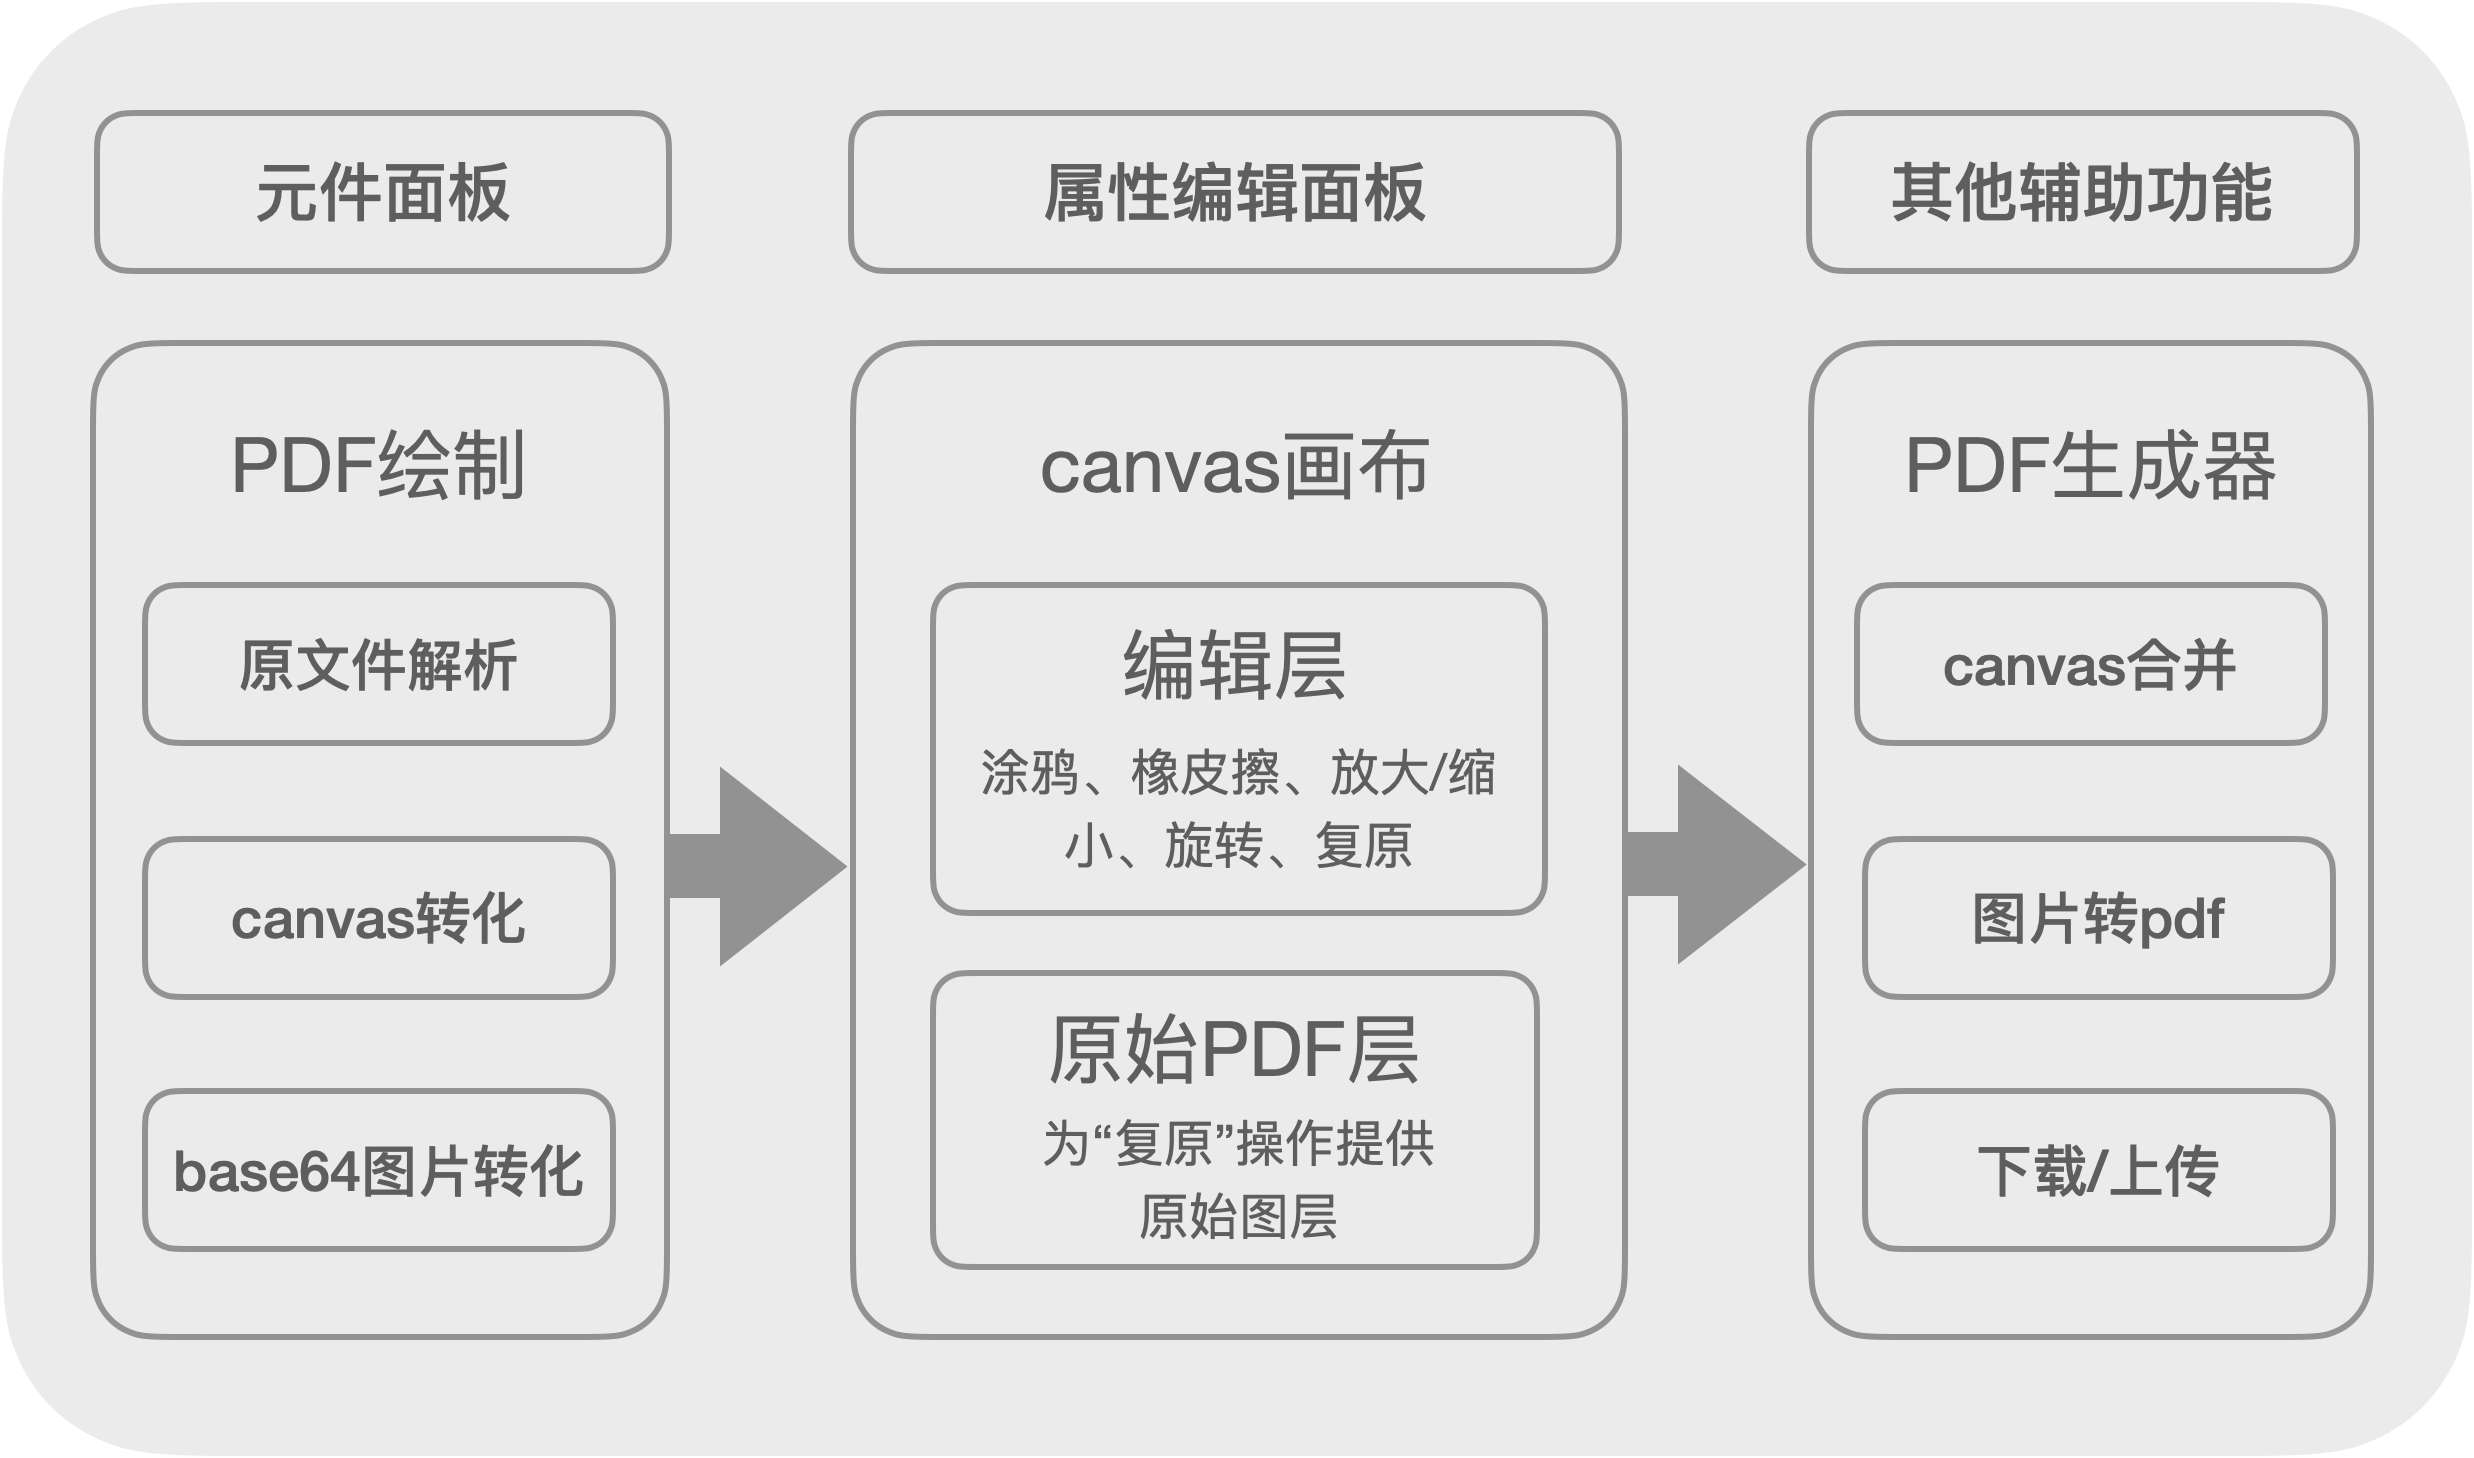 元件面板
属性编辑面板
其他辅助功能
PDF绘制
原文件解析
canvas转化
base64图片转化
canvas画布
编辑层
涂鸦、橡皮擦、放大/缩
小、旋转、复原
原始PDF层
为“复原”操作提供
原始图层
PDF生成器
canvas合并
图片转pdf
下载/上传